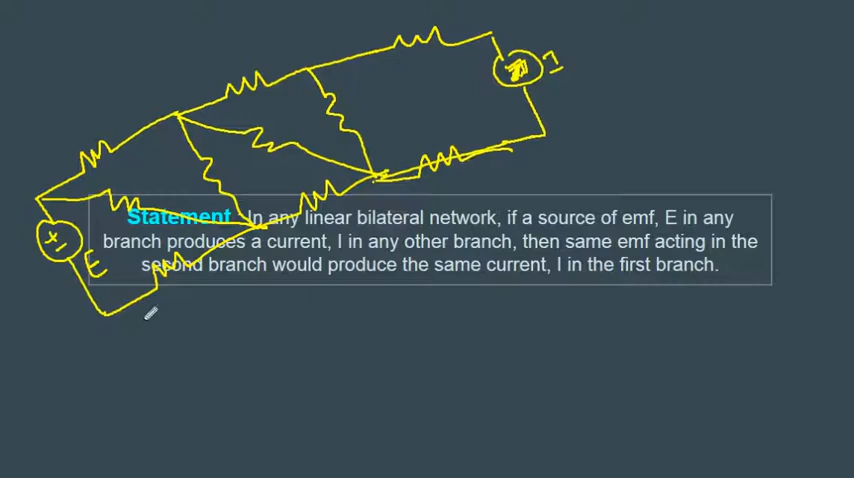 I
Statement - In any linear bilateral network, if a source of emf, E in any
branch produces a current, I in any other branch, then same emf acting in the
second branch would produce the same current, I in the first branch.
+ -
E